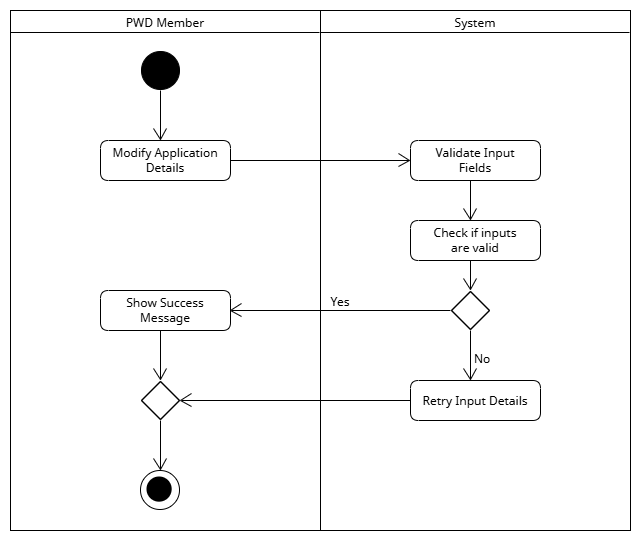 PWD Member
System
Modify Application
Details
Validate Input
Fields
Check if inputs
are valid
Show Success
Message
Yes
No
Retry Input Details